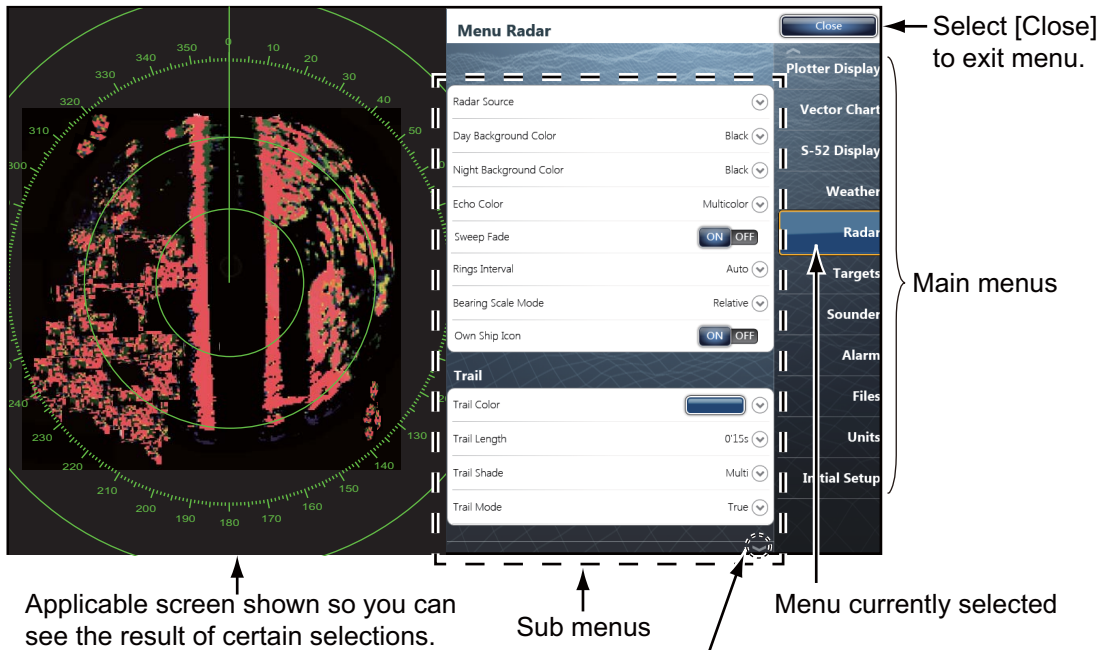 Menu Radar
Close
Select [Close]
to exit menu.
Plotter Display
Vector Chart
S-52 Display
Weather
Radar
Targets
Sounder
Alarm
Files
Units
Initial Setup
Main menus
Radar Source
Day Background Color Black
Night Background Color Black
Echo Color Multicolor
Sweep Fade ON OFF
Rings Interval Auto
Bearing Scale Mode Relative
Own Ship Icon ON OFF
Trail
Trail Color
Trail Length 0'15s
Trail Shade Multi
Trail Mode True
0
10
20
30
40
50
130
140
150
160
170
180
190
200
210
220
230
240
300
310
320
330
340
350
Applicable screen shown so you can
see the result of certain selections.
Sub menus
Menu currently selected